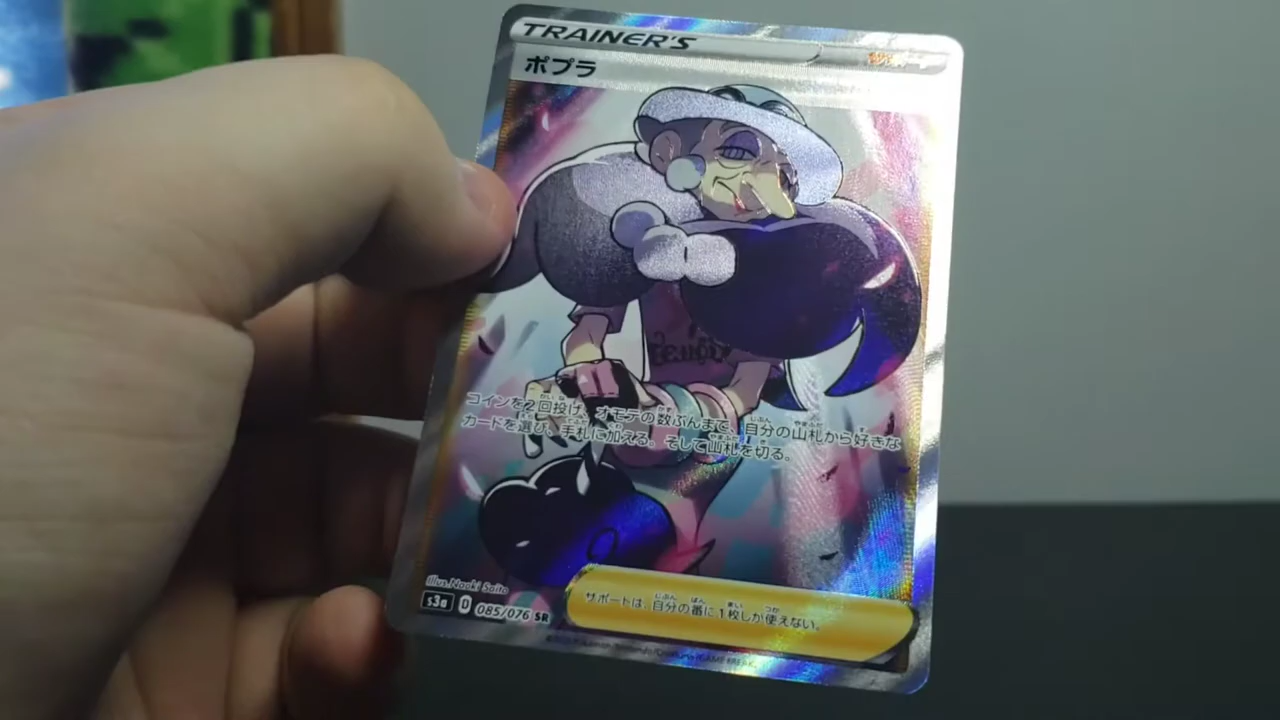 TRAINER'S
ポプラ
コインを2回投げ、オモテの数ぶんまで、自分の山札から好きな
カードを選び、手札に加える。そして山札を切る。
illus. Naoki Saito
s3a D 085/076 SR
サポートは、自分の番に1枚しか使えない。